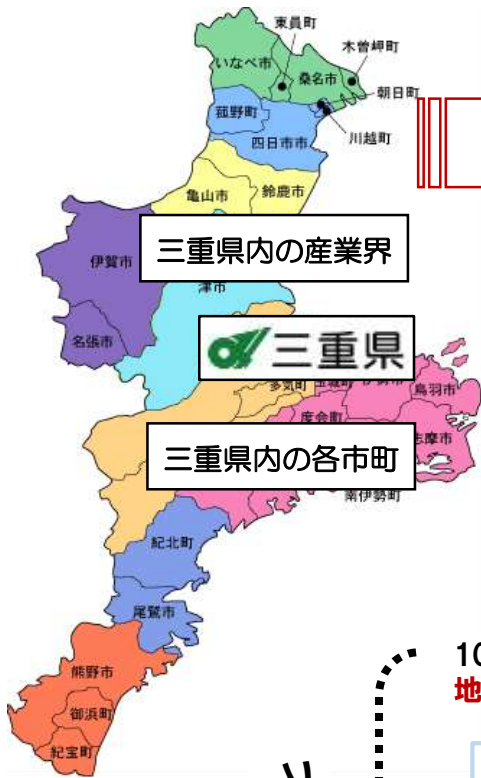 東員町
木曽岬町
いなべ市
桑名市
朝日町
菰野町
川越町
四日市市
亀山市
鈴鹿市
三重県内の産業界
伊賀市
津市
名張市
三重県
多気町
鳥羽市
度会町
志摩市
三重県内の各市町
南伊勢町
紀北町
尾鷲市
10
地
熊野市
御浜町
紀宝町